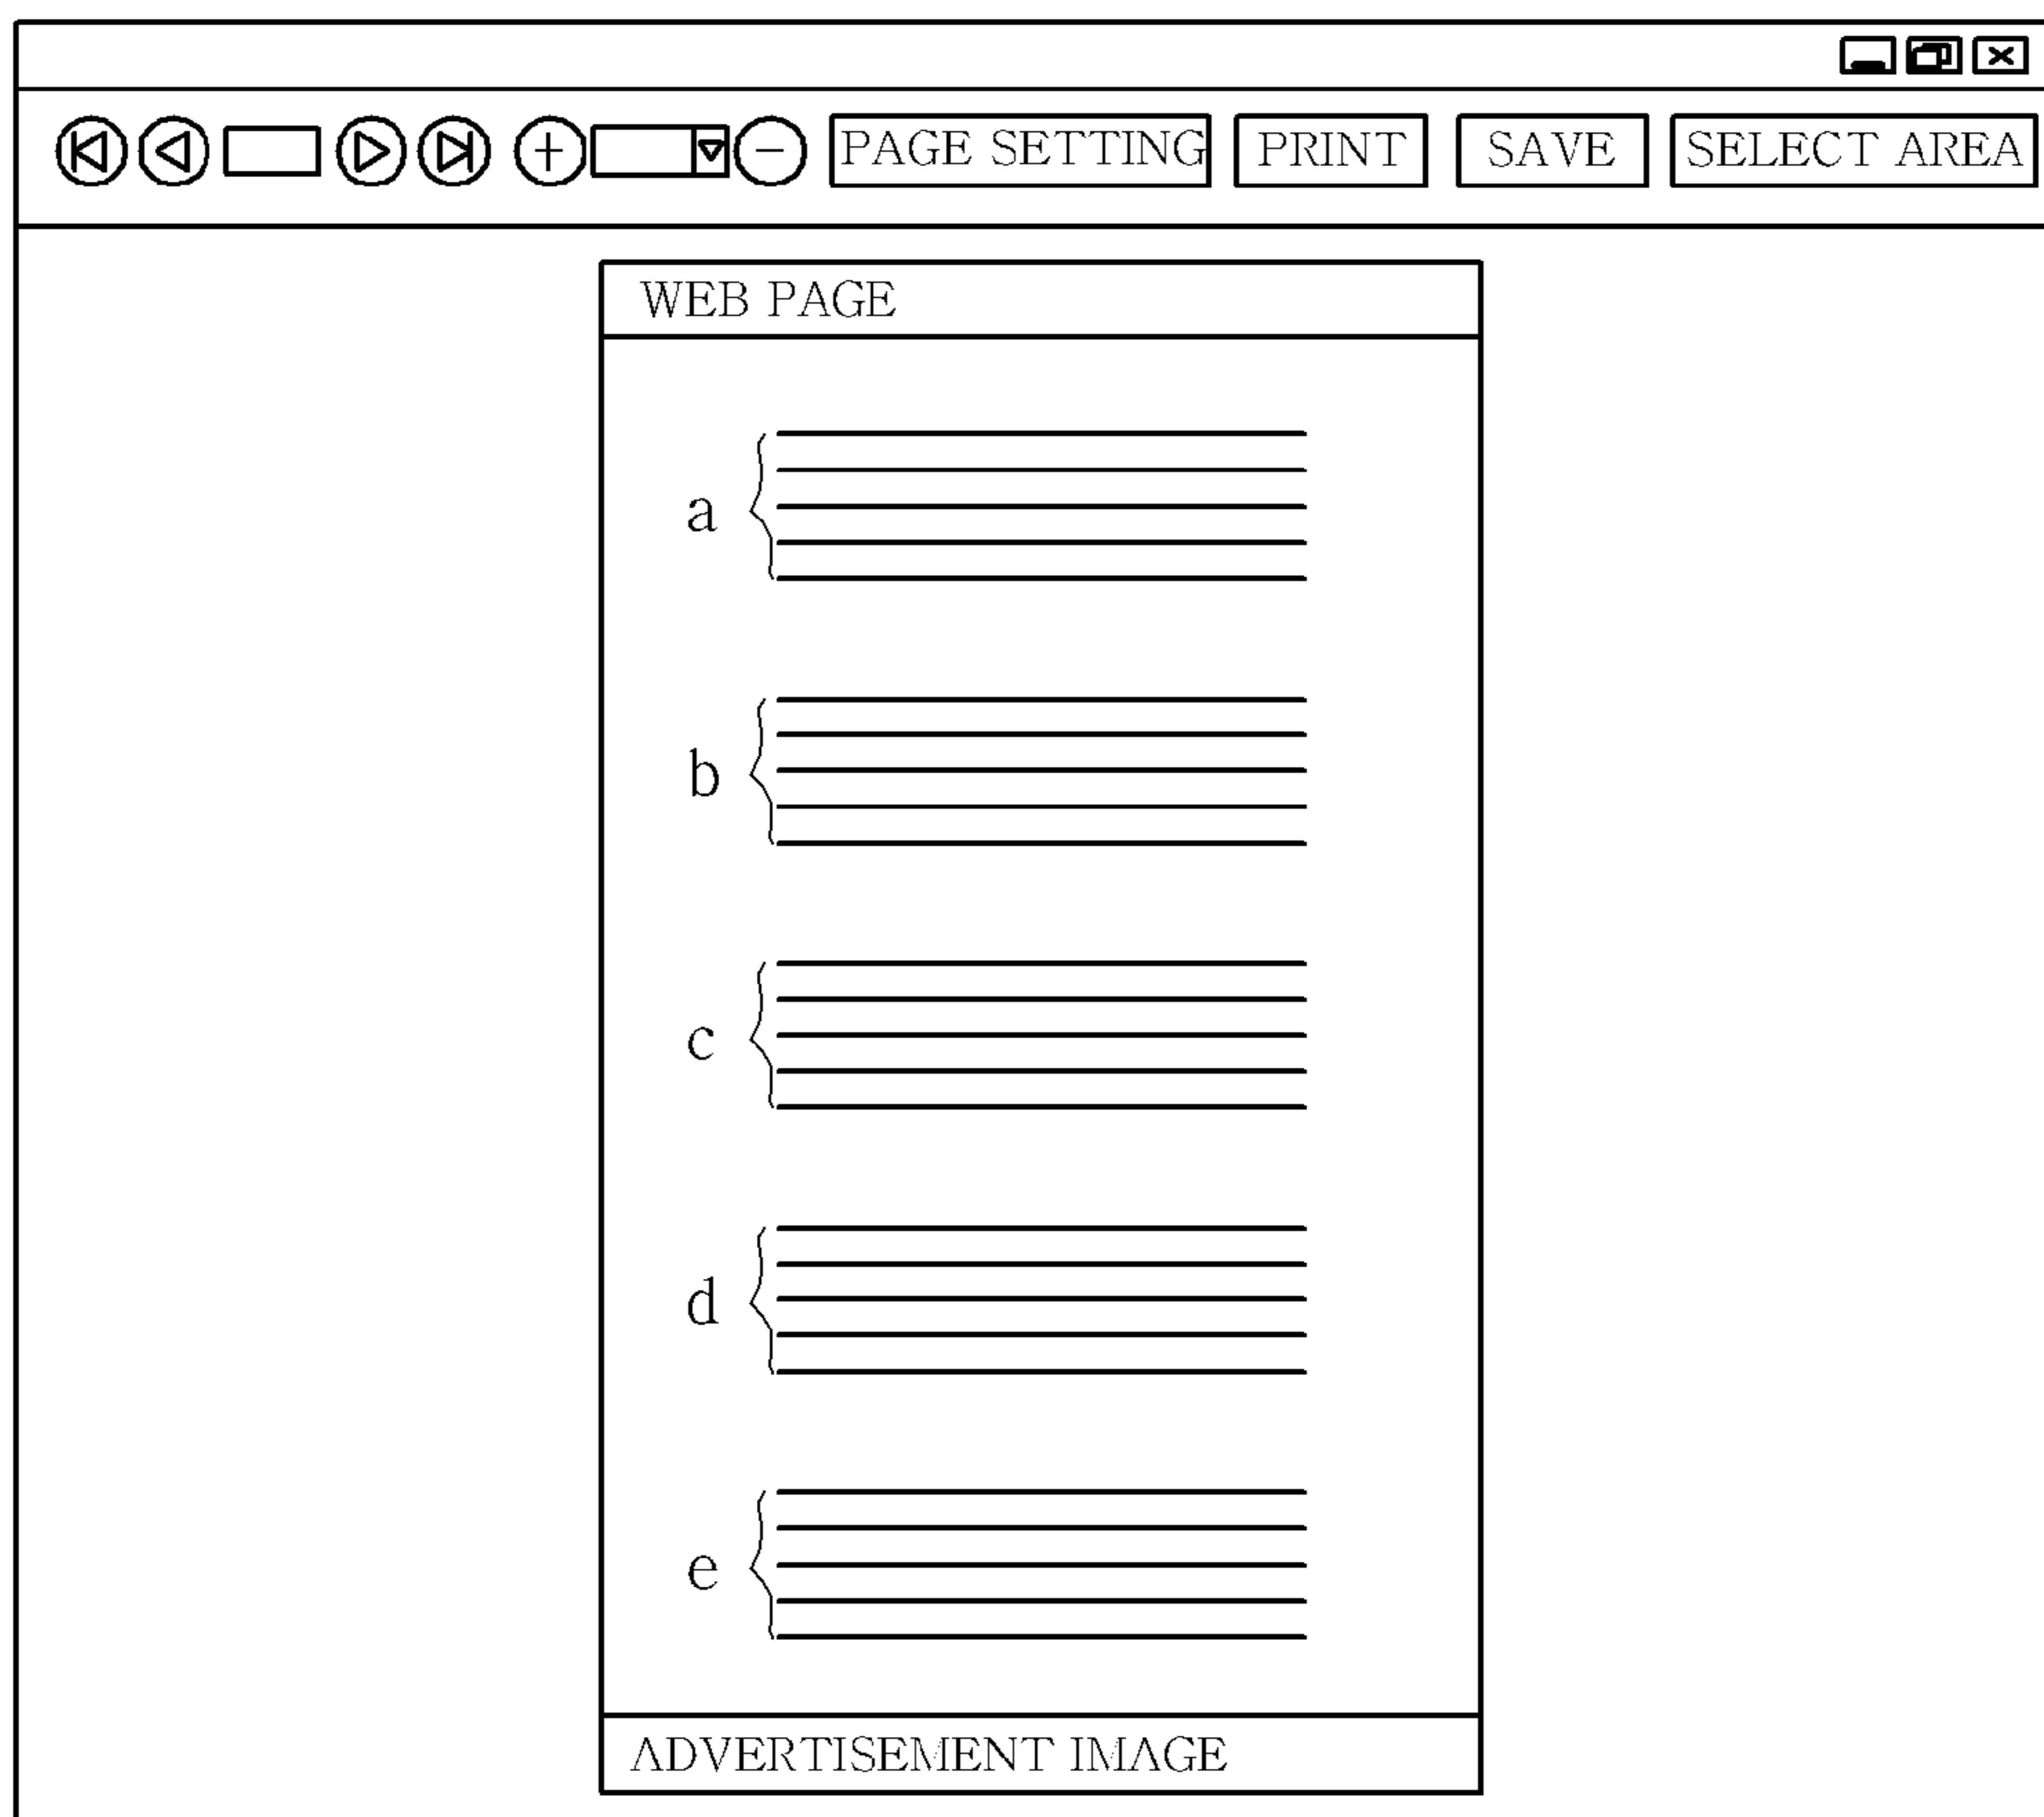 PAGE SETTING PRINT SAVE SELECT AREA
WEB PAGE
a
b
c
d
e
ADVERTISEMENT IMAGE